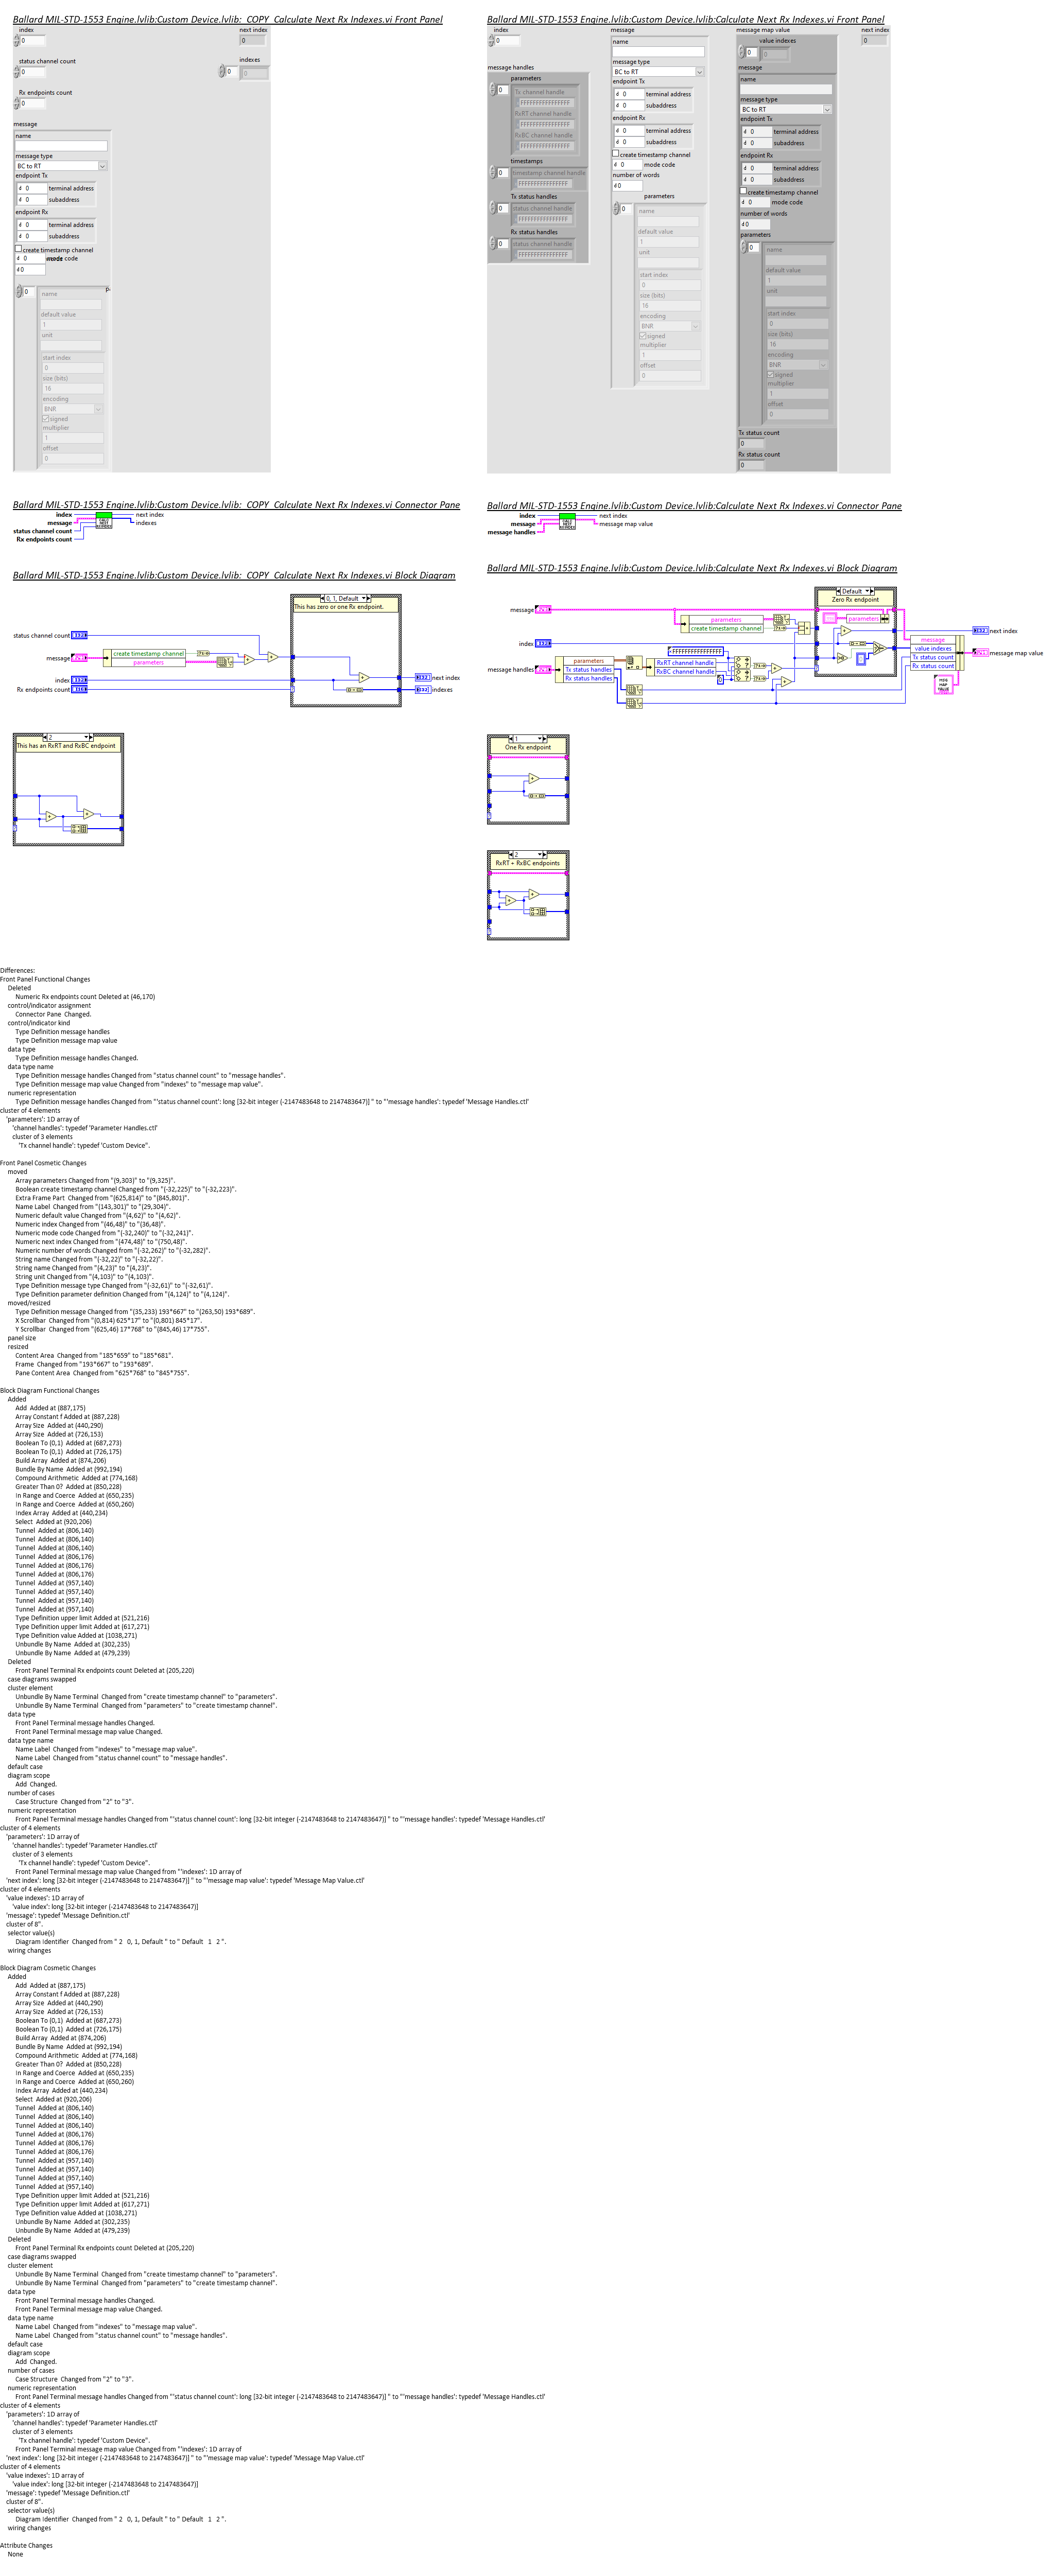 Ballard MIL-STD-1553 Engine.lvlib:Custom Device.lvlib:_COPY_Calculate Next Rx Indexes.vi Front Panel
index
0
next index
0
status channel count
0
indexes
0
0
Rx endpoints count
0
message
name
message type
BC to RT
endpoint Tx
0 terminal address
0 subaddress
endpoint Rx
0 terminal address
0 subaddress
create timestamp channel
0 mode code
0
0
name
default value
1
unit
start index
0
size (bits)
16
encoding
BNR
signed
multiplier
1
offset
0
Ballard MIL-STD-1553 Engine.lvlib:Custom Device.lvlib:Calculate Next Rx Indexes.vi Front Panel
index
0
message handles
parameters
0
Tx channel handle
FFFFFFFFFFFFFFFF
RxRT channel handle
FFFFFFFFFFFFFFFF
RxBC channel handle
FFFFFFFFFFFFFFFF
timestamps
0
timestamp channel handle
FFFFFFFFFFFFFFFF
Tx status handles
0
status channel handle
FFFFFFFFFFFFFFFF
Rx status handles
0
status channel handle
FFFFFFFFFFFFFFFF
message
name
message type
BC to RT
endpoint Tx
0 terminal address
0 subaddress
endpoint Rx
0 terminal address
0 subaddress
create timestamp channel
0 mode code
number of words
0
parameters
0
name
default value
1
unit
start index
0
size (bits)
16
encoding
BNR
signed
multiplier
1
offset
0
message map value
value indexes
0
0
message
name
message type
BC to RT
endpoint Tx
0 terminal address
0 subaddress
endpoint Rx
0 terminal address
0 subaddress
create timestamp channel
0 mode code
number of words
0
parameters
0
name
default value
1
unit
start index
0
size (bits)
16
encoding
BNR
signed
multiplier
1
offset
0
Tx status count
0
Rx status count
0
next index
0
Ballard MIL-STD-1553 Engine.lvlib:Custom Device.lvlib:_COPY_Calculate Next Rx Indexes.vi Connector Pane
index
message
status channel count
Rx endpoints count
next index
indexes
Ballard MIL-STD-1553 Engine.lvlib:Custom Device.lvlib:Calculate Next Rx Indexes.vi Connector Pane
index
message
message handles
next index
message map value
Ballard MIL-STD-1553 Engine.lvlib:Custom Device.lvlib:_COPY_Calculate Next Rx Indexes.vi Block Diagram
0, 1, Default
This has zero or one Rx endpoint.
status channel count
message
create timestamp channel
parameters
index
Rx endpoints count
next index
indexes
2
This has an RxRT and RxBC endpoint
Ballard MIL-STD-1553 Engine.lvlib:Custom Device.lvlib:Calculate Next Rx Indexes.vi Block Diagram
Default
Zero Rx endpoint
message
parameters
parameters
create timestamp channel
index
FFFFFFFFFFFFFFFF
message handles
parameters
Tx status handles
Rx status handles
RxRT channel handle
RxBC channel handle
next index
message
value indexes
Tx status count
Rx status count
message map value
MSG MAP VALUE
1
One Rx endpoint
2
RxRT + RxBC endpoints
Differences:
Front Panel Functional Changes
Deleted
Numeric Rx endpoints count Deleted at (46,170)
control/indicator assignment
Connector Pane Changed.
control/indicator kind
Type Definition message handles
Type Definition message map value
data type
Type Definition message handles Changed.
data type name
Type Definition message handles Changed from "status channel count" to "message handles".
Type Definition message map value Changed from "indexes" to "message map value".
numeric representation
Type Definition message handles Changed from "'status channel count': long [32-bit integer (-2147483648 to 2147483647)] " to "'message handles': typedef 'Message Handles.ctl'
cluster of 4 elements
'parameters': 1D array of
'channel handles': typedef 'Parameter Handles.ctl'
cluster of 3 elements
'Tx channel handle': typedef 'Custom Device".
Front Panel Cosmetic Changes
moved
Array parameters Changed from "(9,303)" to "(9,325)".
Boolean create timestamp channel Changed from "(-32,225)" to "(-32,223)".
Extra Frame Part Changed from "(625,814)" to "(845,801)".
Name Label Changed from "(143,301)" to "(29,304)".
Numeric default value Changed from "(4,62)" to "(4,62)".
Numeric index Changed from "(46,48)" to "(36,48)".
Numeric mode code Changed from "(-32,240)" to "(-32,241)".
Numeric next index Changed from "(474,48)" to "(750,48)".
Numeric number of words Changed from "(-32,262)" to "(-32,282)".
String name Changed from "(-32,22)" to "(-32,22)".
String name Changed from "(4,23)" to "(4,23)".
String unit Changed from "(4,103)" to "(4,103)".
Type Definition message type Changed from "(-32,61)" to "(-32,61)".
Type Definition parameter definition Changed from "(4,124)" to "(4,124)".
moved/resized
Type Definition message Changed from "(35,233) 193*667" to "(263,50) 193*689".
X Scrollbar Changed from "(0,814) 625*17" to "(0,801) 845*17".
Y Scrollbar Changed from "(625,46) 17*768" to "(845,46) 17*755".
panel size
resized
Content Area Changed from "185*659" to "185*681".
Frame Changed from "193*667" to "193*689".
Pane Content Area Changed from "625*768" to "845*755".
Block Diagram Functional Changes
Added
Add Added at (887,175)
Array Constant f Added at (887,228)
Array Size Added at (440,290)
Array Size Added at (726,153)
Boolean To (0,1) Added at (687,273)
Boolean To (0,1) Added at (726,175)
Build Array Added at (874,206)
Bundle By Name Added at (992,194)
Compound Arithmetic Added at (774,168)
Greater Than 0? Added at (850,228)
In Range and Coerce Added at (650,235)
In Range and Coerce Added at (650,260)
Index Array Added at (440,234)
Select Added at (920,206)
Tunnel Added at (806,140)
Tunnel Added at (806,140)
Tunnel Added at (806,140)
Tunnel Added at (806,176)
Tunnel Added at (806,176)
Tunnel Added at (806,176)
Tunnel Added at (957,140)
Tunnel Added at (957,140)
Tunnel Added at (957,140)
Tunnel Added at (957,140)
Type Definition upper limit Added at (521,216)
Type Definition upper limit Added at (617,271)
Type Definition value Added at (1038,271)
Unbundle By Name Added at (302,235)
Unbundle By Name Added at (479,239)
Deleted
Front Panel Terminal Rx endpoints count Deleted at (205,220)
case diagrams swapped
cluster element
Unbundle By Name Terminal Changed from "create timestamp channel" to "parameters".
Unbundle By Name Terminal Changed from "parameters" to "create timestamp channel".
data type
Front Panel Terminal message handles Changed.
Front Panel Terminal message map value Changed.
data type name
Name Label Changed from "indexes" to "message map value".
Name Label Changed from "status channel count" to "message handles".
default case
diagram scope
Add Changed.
number of cases
Case Structure Changed from "2" to "3".
numeric representation
Front Panel Terminal message handles Changed from "'status channel count': long [32-bit integer (-2147483648 to 2147483647)] " to "'message handles': typedef 'Message Handles.ctl'
cluster of 4 elements
'parameters': 1D array of
'channel handles': typedef 'Parameter Handles.ctl'
cluster of 3 elements
'Tx channel handle': typedef 'Custom Device".
Front Panel Terminal message map value Changed from "'indexes': 1D array of
'next index': long [32-bit integer (-2147483648 to 2147483647)] " to "'message map value': typedef 'Message Map Value.ctl'
cluster of 4 elements
'value indexes': 1D array of
'value index': long [32-bit integer (-2147483648 to 2147483647)]
'message': typedef 'Message Definition.ctl'
cluster of 8".
selector value(s)
Diagram Identifier Changed from " 2 0, 1, Default " to " Default 1 2 ".
wiring changes
Block Diagram Cosmetic Changes
Added
Add Added at (887,175)
Array Constant f Added at (887,228)
Array Size Added at (440,290)
Array Size Added at (726,153)
Boolean To (0,1) Added at (687,273)
Boolean To (0,1) Added at (726,175)
Build Array Added at (874,206)
Bundle By Name Added at (992,194)
Compound Arithmetic Added at (774,168)
Greater Than 0? Added at (850,228)
In Range and Coerce Added at (650,235)
In Range and Coerce Added at (650,260)
Index Array Added at (440,234)
Select Added at (920,206)
Tunnel Added at (806,140)
Tunnel Added at (806,140)
Tunnel Added at (806,140)
Tunnel Added at (806,176)
Tunnel Added at (806,176)
Tunnel Added at (806,176)
Tunnel Added at (957,140)
Tunnel Added at (957,140)
Tunnel Added at (957,140)
Tunnel Added at (957,140)
Type Definition upper limit Added at (521,216)
Type Definition upper limit Added at (617,271)
Type Definition value Added at (1038,271)
Unbundle By Name Added at (302,235)
Unbundle By Name Added at (479,239)
Deleted
Front Panel Terminal Rx endpoints count Deleted at (205,220)
case diagrams swapped
cluster element
Unbundle By Name Terminal Changed from "create timestamp channel" to "parameters".
Unbundle By Name Terminal Changed from "parameters" to "create timestamp channel".
data type
Front Panel Terminal message handles Changed.
Front Panel Terminal message map value Changed.
data type name
Name Label Changed from "indexes" to "message map value".
Name Label Changed from "status channel count" to "message handles".
default case
diagram scope
Add Changed.
number of cases
Case Structure Changed from "2" to "3".
numeric representation
Front Panel Terminal message handles Changed from "'status channel count': long [32-bit integer (-2147483648 to 2147483647)] " to "'message handles': typedef 'Message Handles.ctl'
cluster of 4 elements
'parameters': 1D array of
'channel handles': typedef 'Parameter Handles.ctl'
cluster of 3 elements
'Tx channel handle': typedef 'Custom Device".
Front Panel Terminal message map value Changed from "'indexes': 1D array of
'next index': long [32-bit integer (-2147483648 to 2147483647)] " to "'message map value': typedef 'Message Map Value.ctl'
cluster of 4 elements
'value indexes': 1D array of
'value index': long [32-bit integer (-2147483648 to 2147483647)]
'message': typedef 'Message Definition.ctl'
cluster of 8".
selector value(s)
Diagram Identifier Changed from " 2 0, 1, Default " to " Default 1 2 ".
wiring changes
Attribute Changes
None